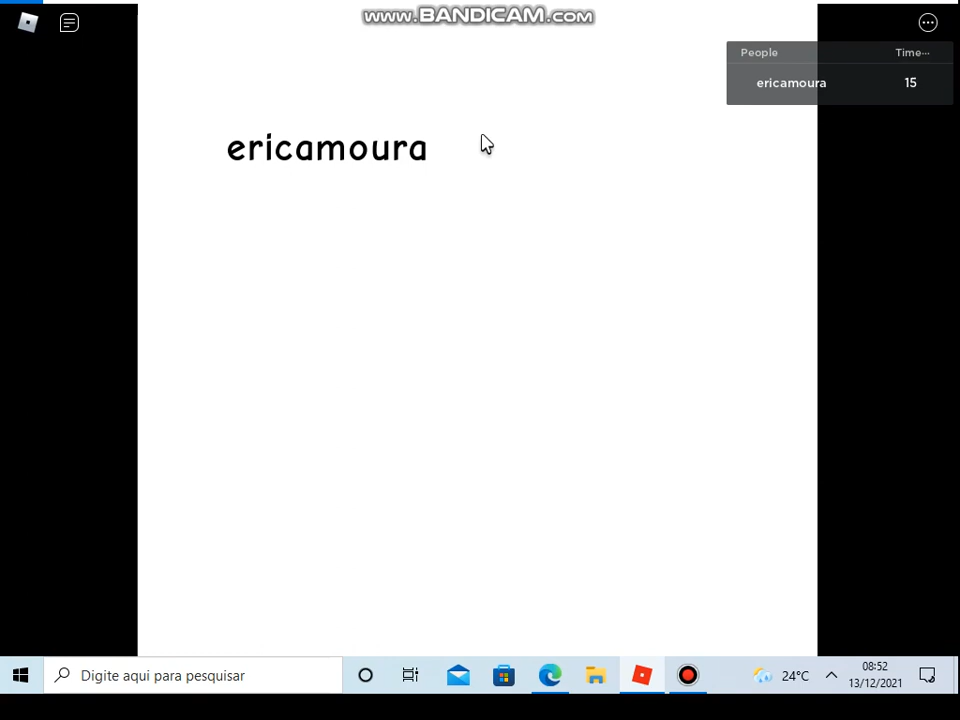 www.BANDICAM.com
People Time...
ericamoura 15
ericamoura
Digite aqui para pesquisar
24°C
08:52
13/12/2021